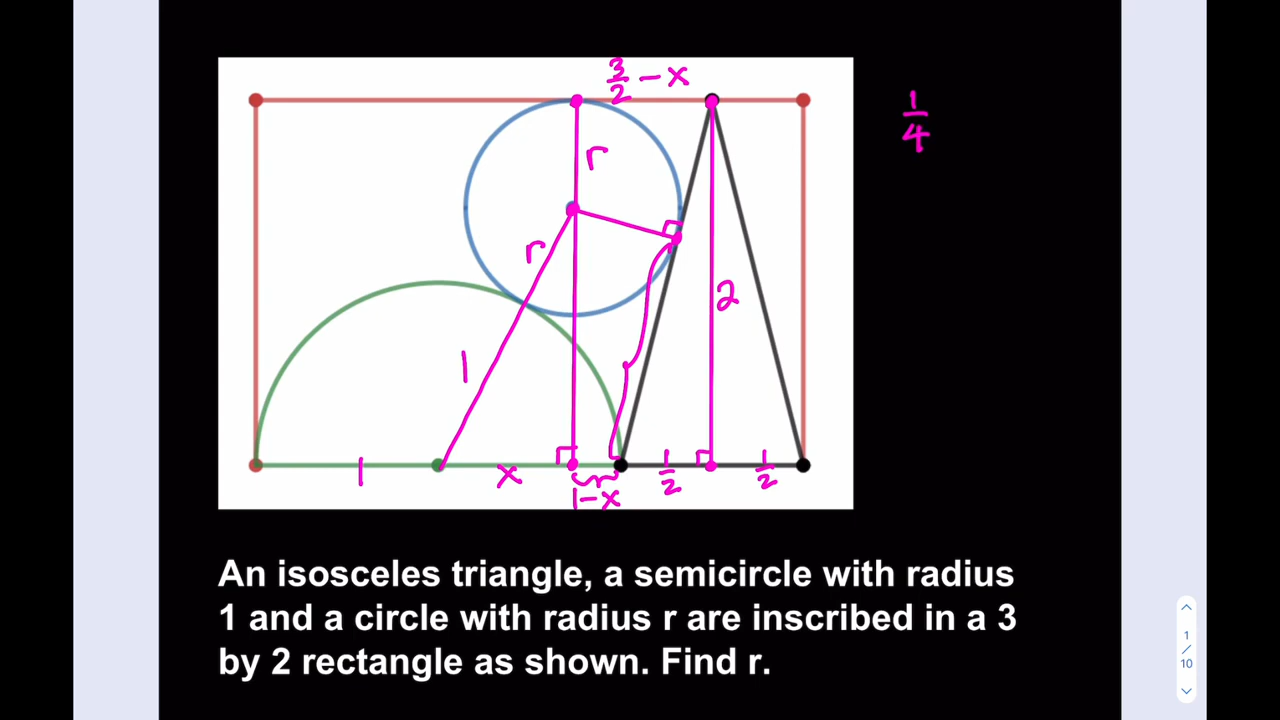 3/2 - x
1/4
r
r
2
1
1
x
1-x
1/2
1/2
An isosceles triangle, a semicircle with radius
1 and a circle with radius r are inscribed in a 3
by 2 rectangle as shown. Find r.
1
/
10